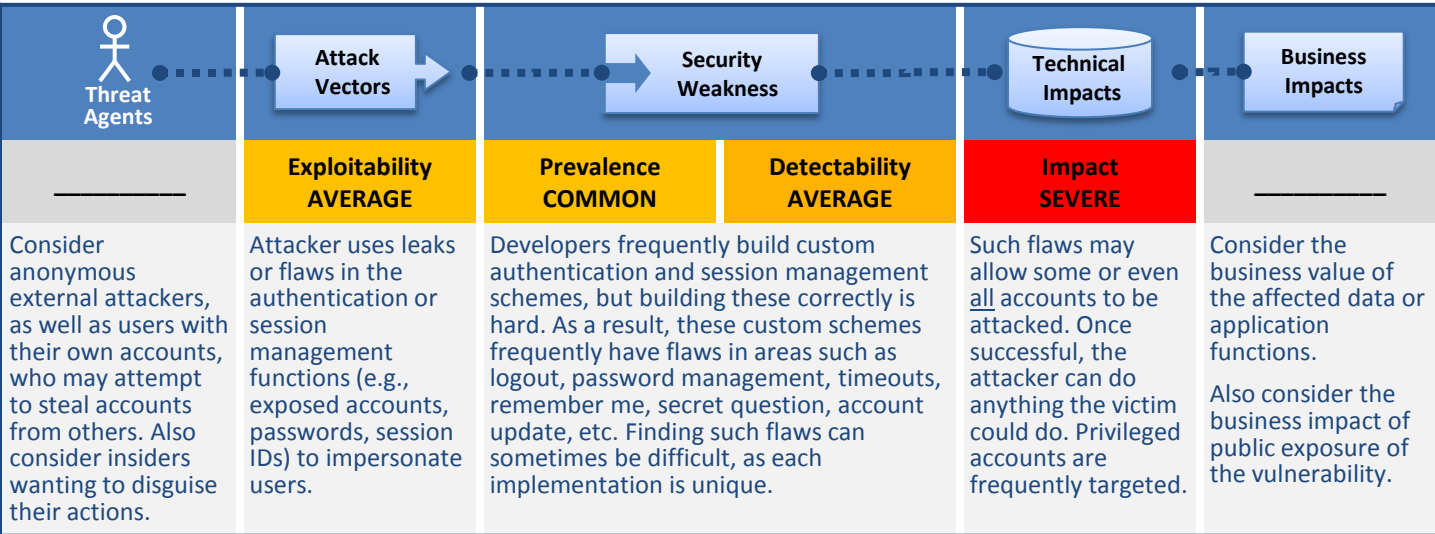 Threat
Agents
Attack
Vectors
Security
Weakness
Technical
Impacts
Business
Impacts
__________
Exploitability
AVERAGE
Prevalence
COMMON
Detectability
AVERAGE
Impact
SEVERE
__________
Consider
anonymous
external attackers,
as well as users with
their own accounts,
who may attempt
to steal accounts
from others. Also
consider insiders
wanting to disguise
their actions.
Attacker uses leaks
or flaws in the
authentication or
session
management
functions (e.g.,
exposed accounts,
passwords, session
IDs) to impersonate
users.
Developers frequently build custom
authentication and session management
schemes, but building these correctly is
hard. As a result, these custom schemes
frequently have flaws in areas such as
logout, password management, timeouts,
remember me, secret question, account
update, etc. Finding such flaws can
sometimes be difficult, as each
implementation is unique.
Such flaws may
allow some or even
all accounts to be
attacked. Once
successful, the
attacker can do
anything the victim
could do. Privileged
accounts are
frequently targeted.
Consider the
business value of
the affected data or
application
functions.
Also consider the
business impact of
public exposure of
the vulnerability.